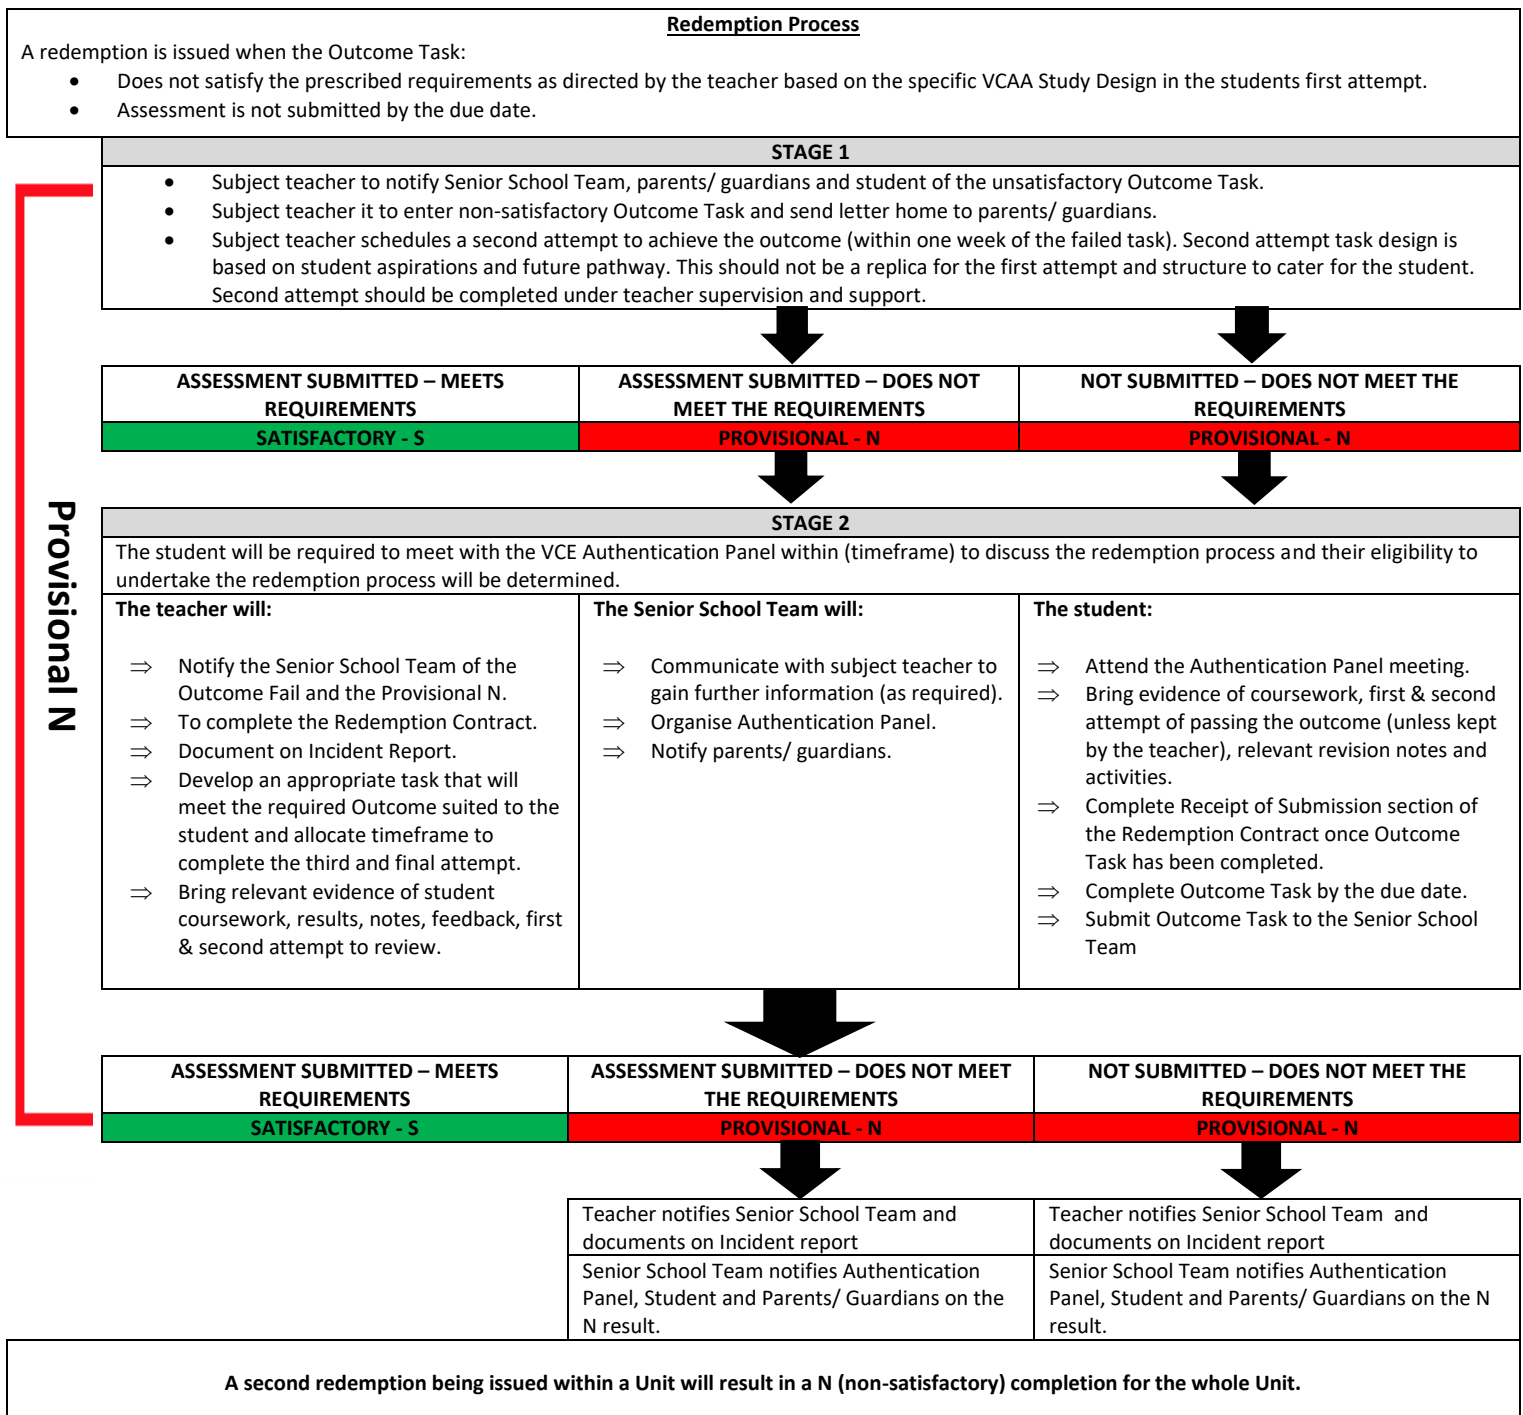 Redemption Process
A redemption is issued when the Outcome Task:
• Does not satisfy the prescribed requirements as directed by the teacher based on the specific VCAA Study Design in the students first attempt.
• Assessment is not submitted by the due date.
STAGE 1
• Subject teacher to notify Senior School Team, parents/ guardians and student of the unsatisfactory Outcome Task.
• Subject teacher it to enter non-satisfactory Outcome Task and send letter home to parents/ guardians.
• Subject teacher schedules a second attempt to achieve the outcome (within one week of the failed task). Second attempt task design is
based on student aspirations and future pathway. This should not be a replica for the first attempt and structure to cater for the student.
Second attempt should be completed under teacher supervision and support.
ASSESSMENT SUBMITTED – MEETS
REQUIREMENTS
SATISFACTORY - S
ASSESSMENT SUBMITTED – DOES NOT
MEET THE REQUIREMENTS
PROVISIONAL - N
NOT SUBMITTED – DOES NOT MEET THE
REQUIREMENTS
PROVISIONAL - N
Provisional N
STAGE 2
The student will be required to meet with the VCE Authentication Panel within (timeframe) to discuss the redemption process and their eligibility to
undertake the redemption process will be determined.
The teacher will:
⇒ Notify the Senior School Team of the
Outcome Fail and the Provisional N.
⇒ To complete the Redemption Contract.
⇒ Document on Incident Report.
⇒ Develop an appropriate task that will
meet the required Outcome suited to the
student and allocate timeframe to
complete the third and final attempt.
⇒ Bring relevant evidence of student
coursework, results, notes, feedback, first
& second attempt to review.
The Senior School Team will:
⇒ Communicate with subject teacher to
gain further information (as required).
⇒ Organise Authentication Panel.
⇒ Notify parents/ guardians.
The student:
⇒ Attend the Authentication Panel meeting.
⇒ Bring evidence of coursework, first & second
attempt of passing the outcome (unless kept
by the teacher), relevant revision notes and
activities.
⇒ Complete Receipt of Submission section of
the Redemption Contract once Outcome
Task has been completed.
⇒ Complete Outcome Task by the due date.
⇒ Submit Outcome Task to the Senior School
Team
ASSESSMENT SUBMITTED – MEETS
REQUIREMENTS
SATISFACTORY - S
ASSESSMENT SUBMITTED – DOES NOT MEET
THE REQUIREMENTS
PROVISIONAL - N
NOT SUBMITTED – DOES NOT MEET THE
REQUIREMENTS
PROVISIONAL - N
Teacher notifies Senior School Team and
documents on Incident report
Senior School Team notifies Authentication
Panel, Student and Parents/ Guardians on the
N result.
Teacher notifies Senior School Team  and
documents on Incident report
Senior School Team notifies Authentication
Panel, Student and Parents/ Guardians on the N
result.
A second redemption being issued within a Unit will result in a N (non-satisfactory) completion for the whole Unit.